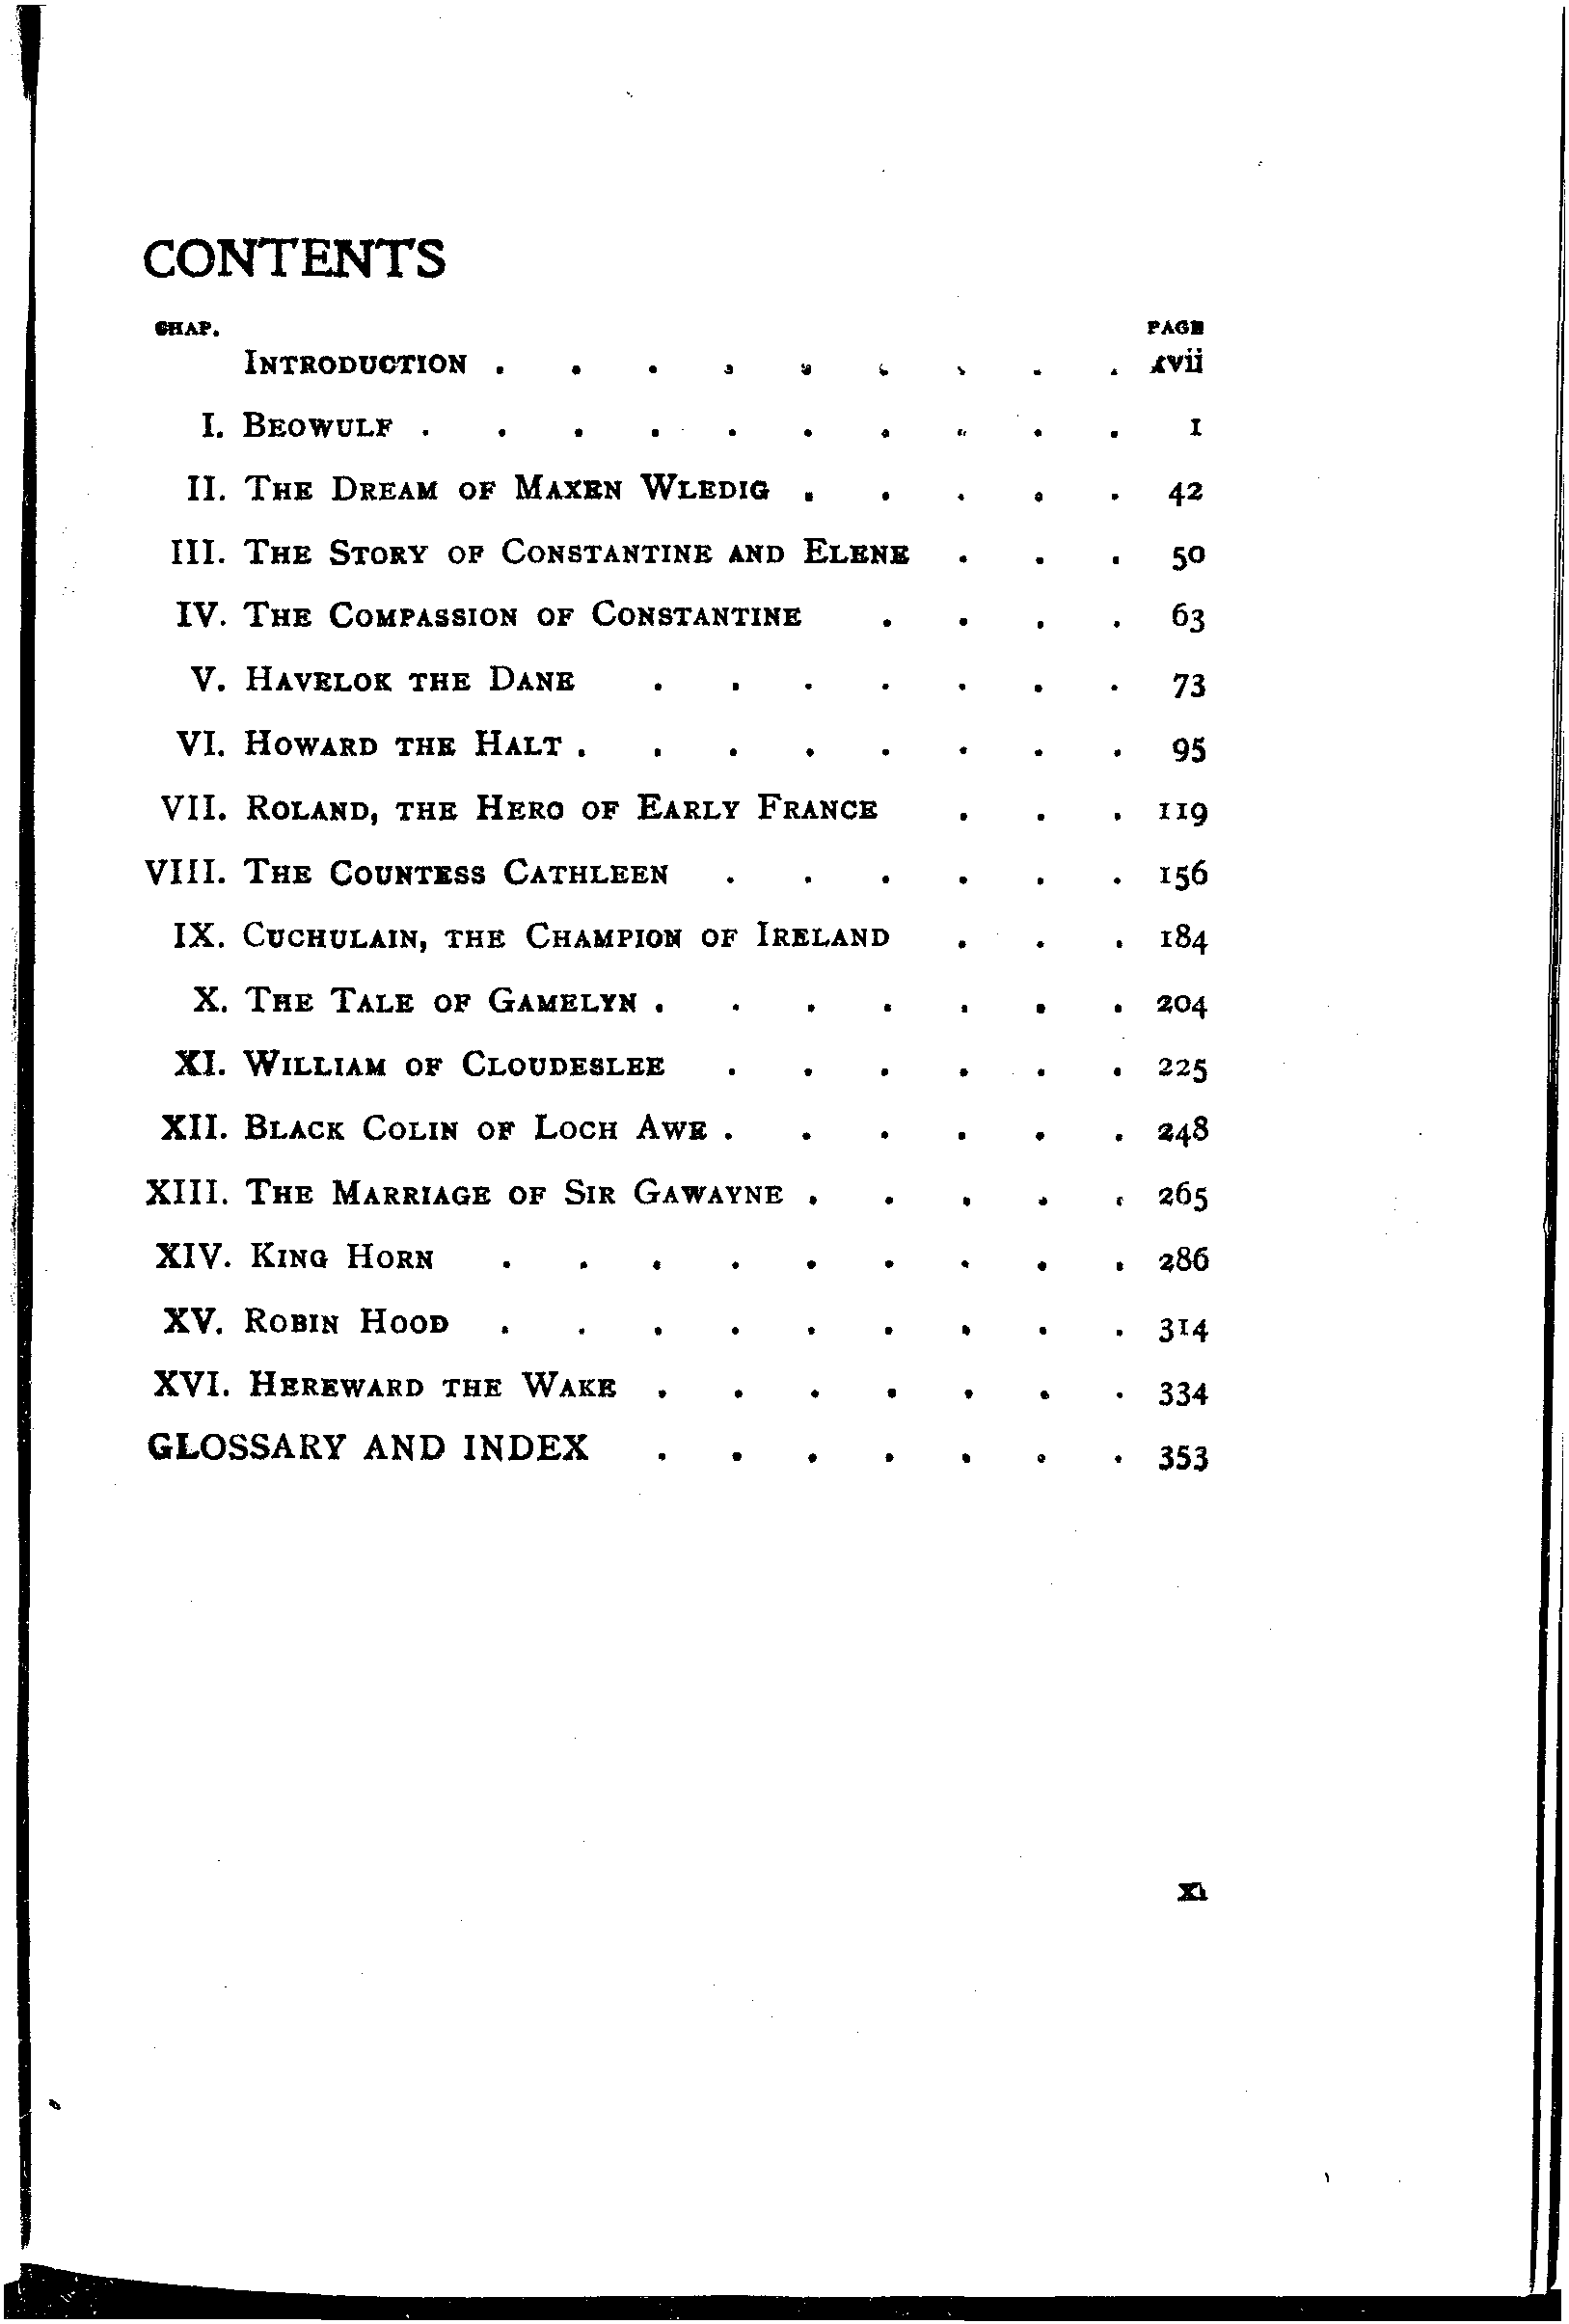 CONTENTS
CHAP. PAGE
INTRODUCTION . . . . . . . . . xvii
I. BEOWULF . . . . . . . . . . 1
II. THE DREAM OF MAXEN WLEDIG . . . . . 42
III. THE STORY OF CONSTANTINE AND ELENE . . . 50
IV. THE COMPASSION OF CONSTANTINE . . . . 63
V. HAVELOK THE DANE . . . . . . . 73
VI. HOWARD THE HALT . . . . . . . . 95
VII. ROLAND, THE HERO OF EARLY FRANCE . . . 119
VIII. THE COUNTESS CATHLEEN . . . . . . 156
IX. CUCHULAIN, THE CHAMPION OF IRELAND . . . 184
X. THE TALE OF GAMELYN . . . . . . . 204
XI. WILLIAM OF CLOUDESLEE . . . . . . 225
XII. BLACK COLIN OF LOCH AWE . . . . . . 248
XIII. THE MARRIAGE OF SIR GAWAYNE . . . . . 265
XIV. KING HORN . . . . . . . . . 286
XV. ROBIN HOOD . . . . . . . . . 314
XVI. HEREWARD THE WAKE . . . . . . . 334
GLOSSARY AND INDEX . . . . . . . 353
xi